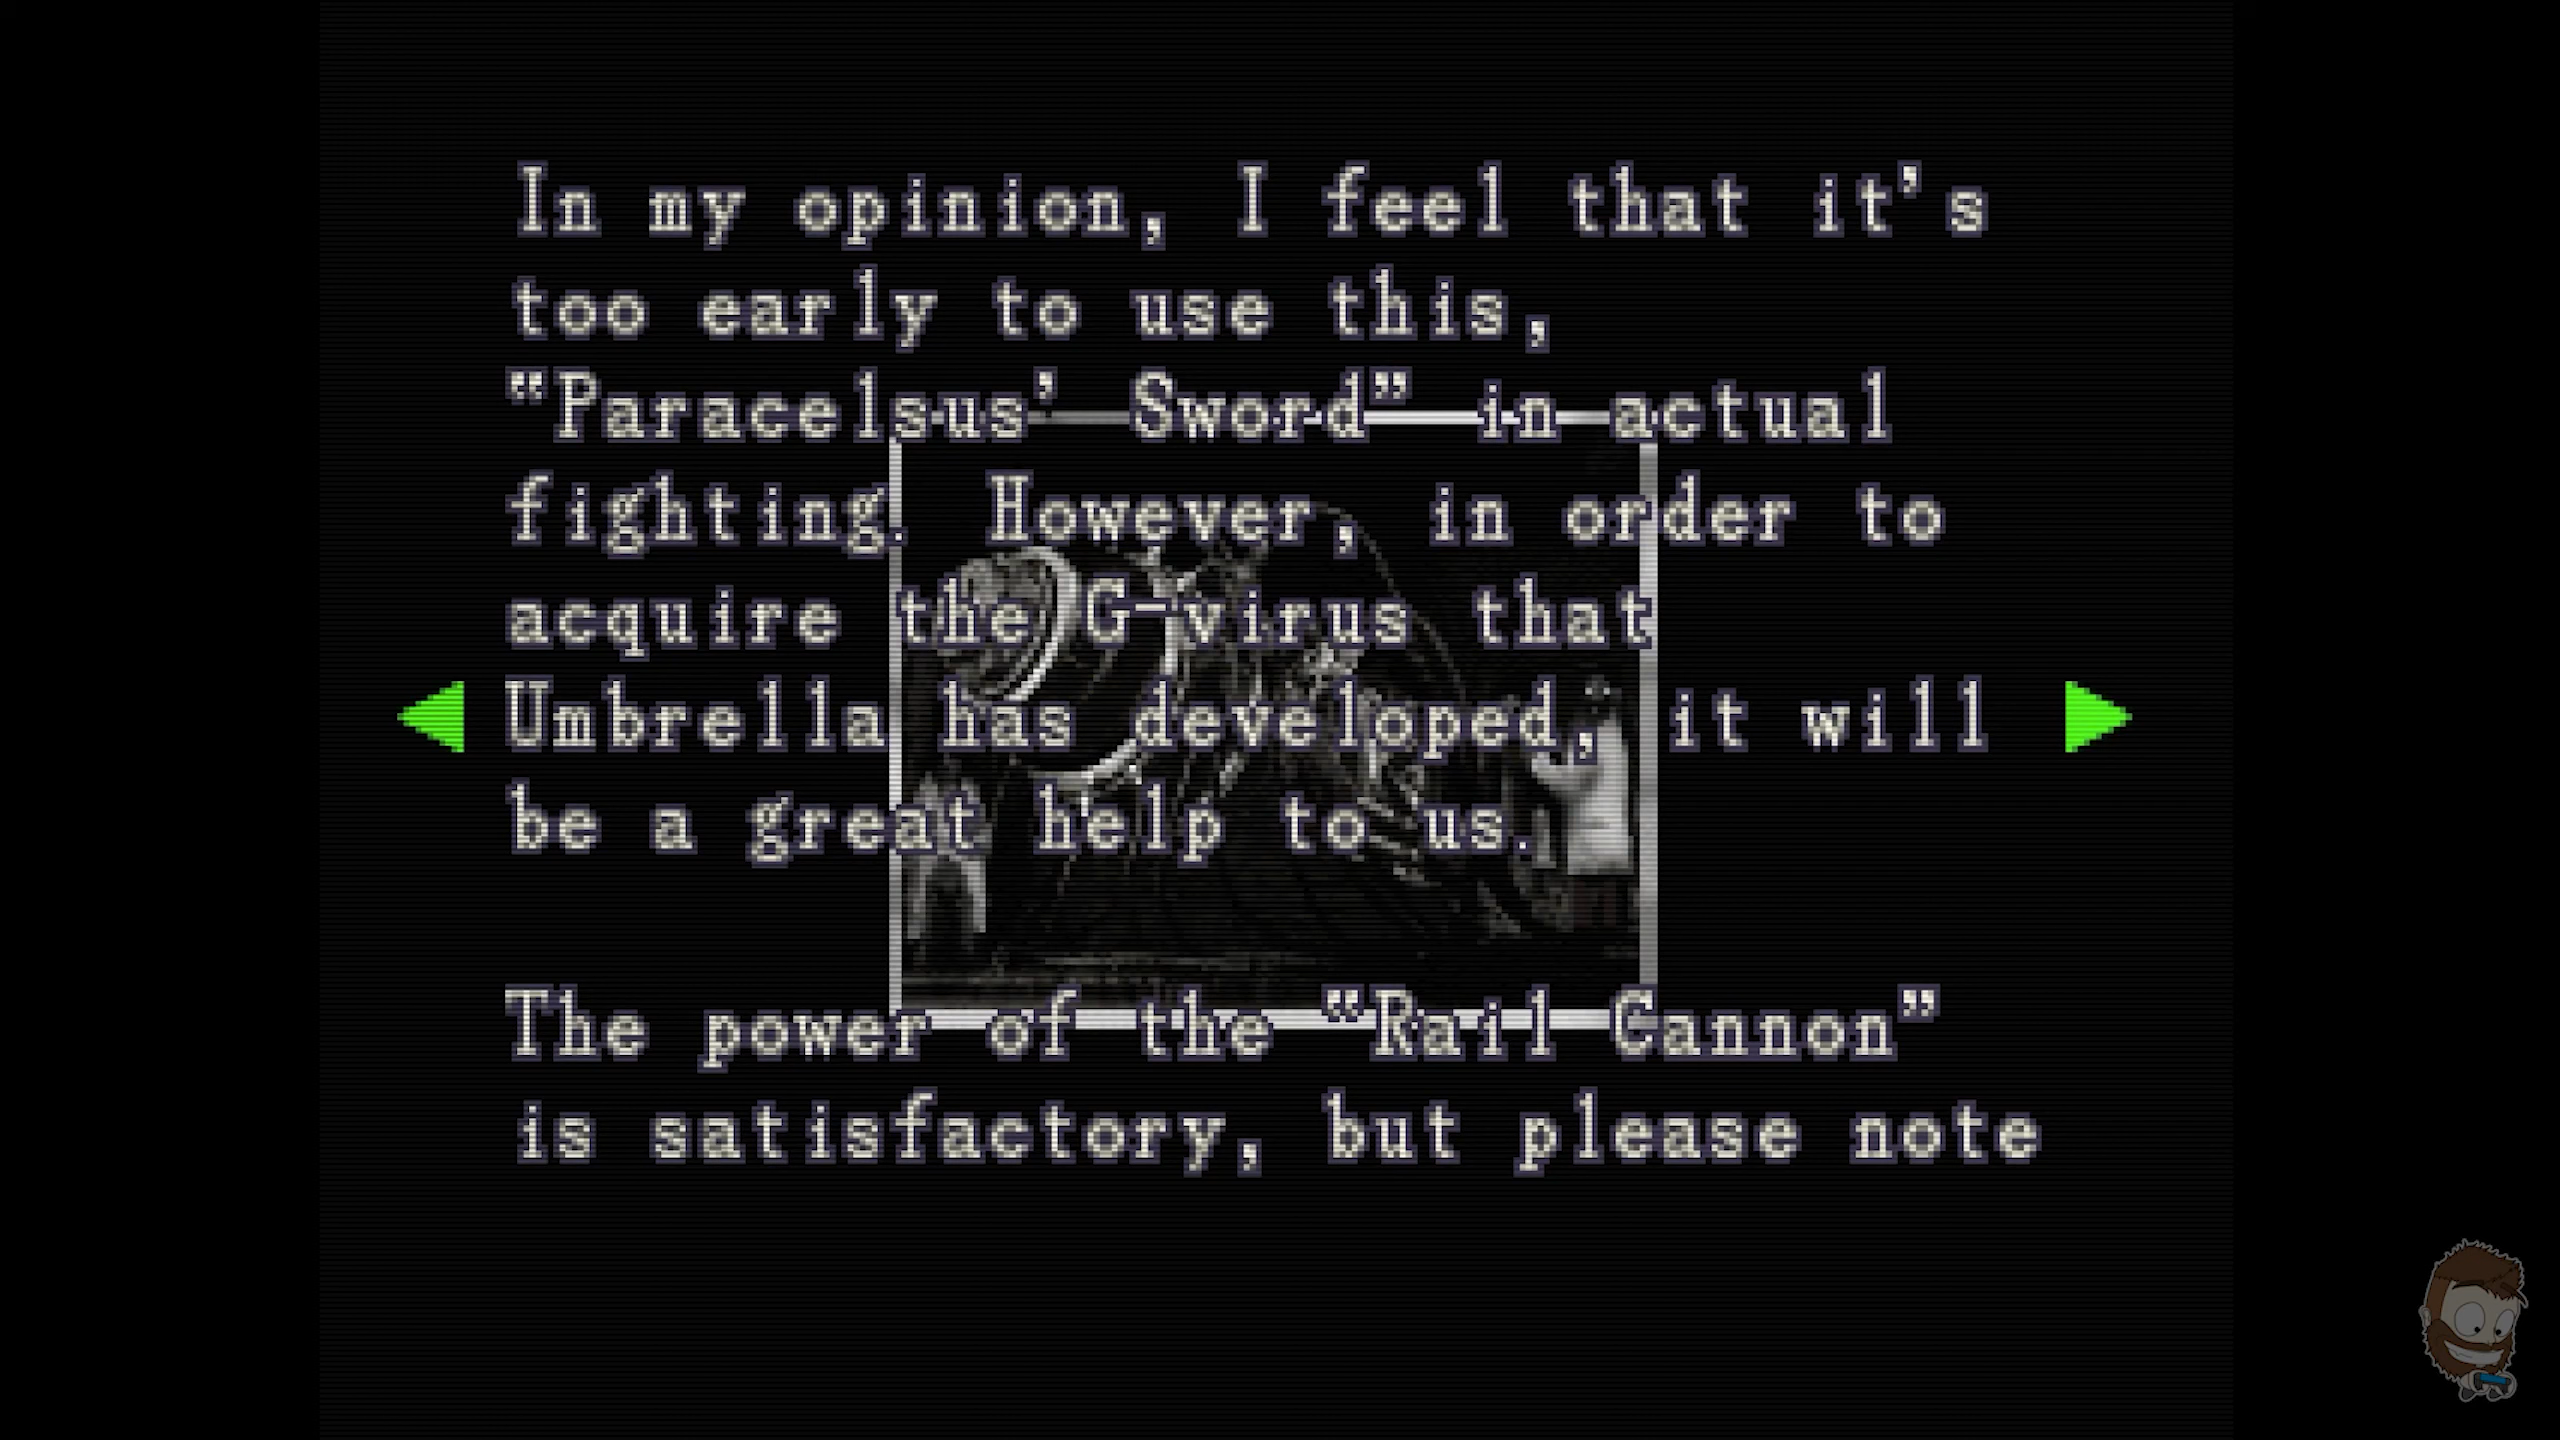 In my opinion, I feel that it's
too early to use this,
"Paracelsus' Sword" in actual
fighting. However, in order to
acquire the G-virus that
Umbrella has developed, it will
be a great help to us.
The power of the "Rail Cannon"
is satisfactory, but please note